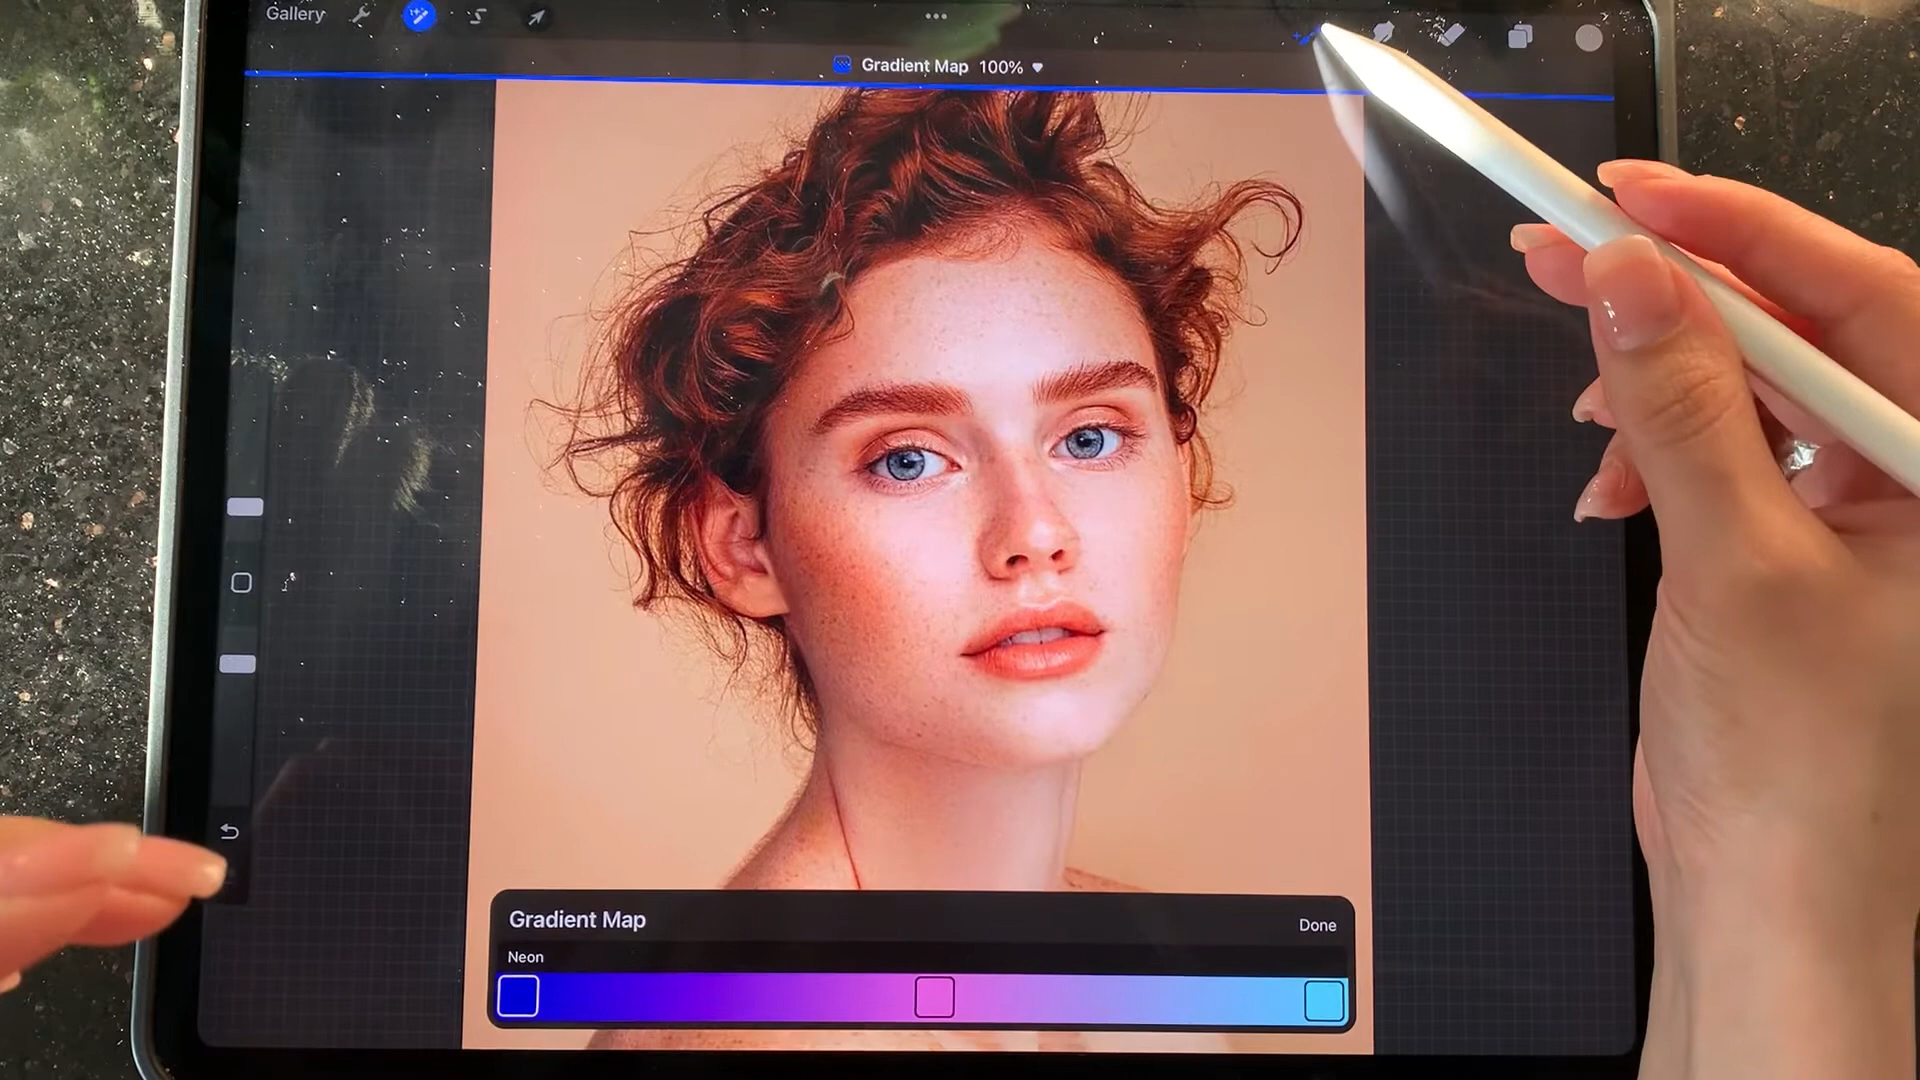 Gallery
Gradient Map 100%
Gradient Map
Done
Neon